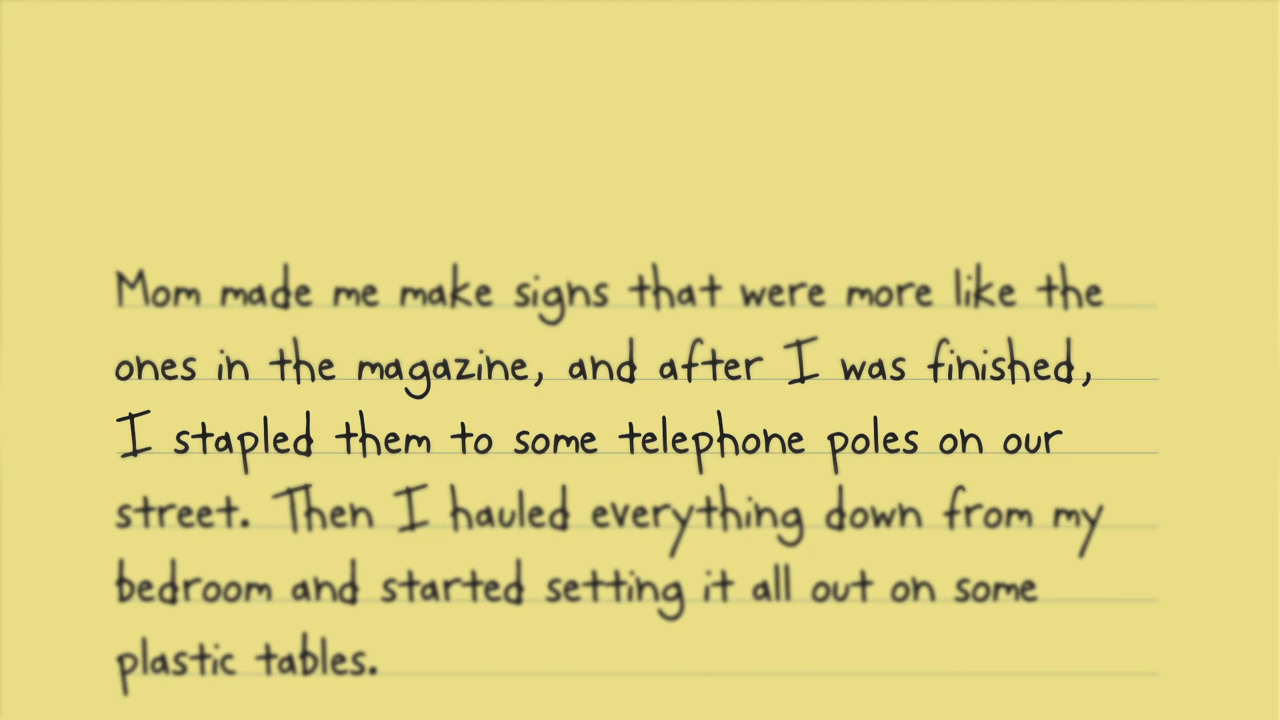 Mom made me make signs that were more like the
ones in the magazine, and after I was finished,
I stapled them to some telephone poles on our
street. Then I hauled everything down from my
bedroom and started setting it all out on some
plastic tables.